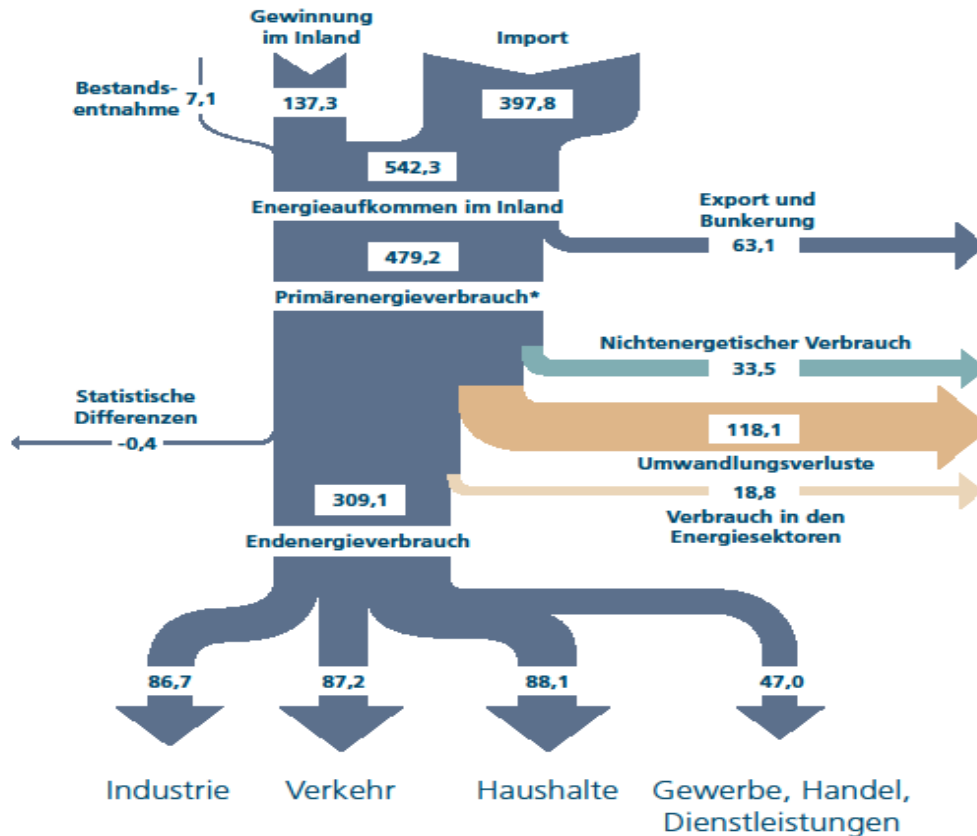 Gewinnung
im Inland
Import
Bestands-
entnahme
7,1
137,3
397,8
542,3
Energieaufkommen im Inland
Export und
Bunkerung
63,1
479,2
Primärenergieverbrauch*
Nichtenergetischer Verbrauch
33,5
Statistische
Differenzen
-0,4
118,1
Umwandlungsverluste
18,8
Verbrauch in den
Energiesektoren
309,1
Endenergieverbrauch
86,7
87,2
88,1
47,0
Industrie
Verkehr
Haushalte
Gewerbe, Handel,
Dienstleistungen